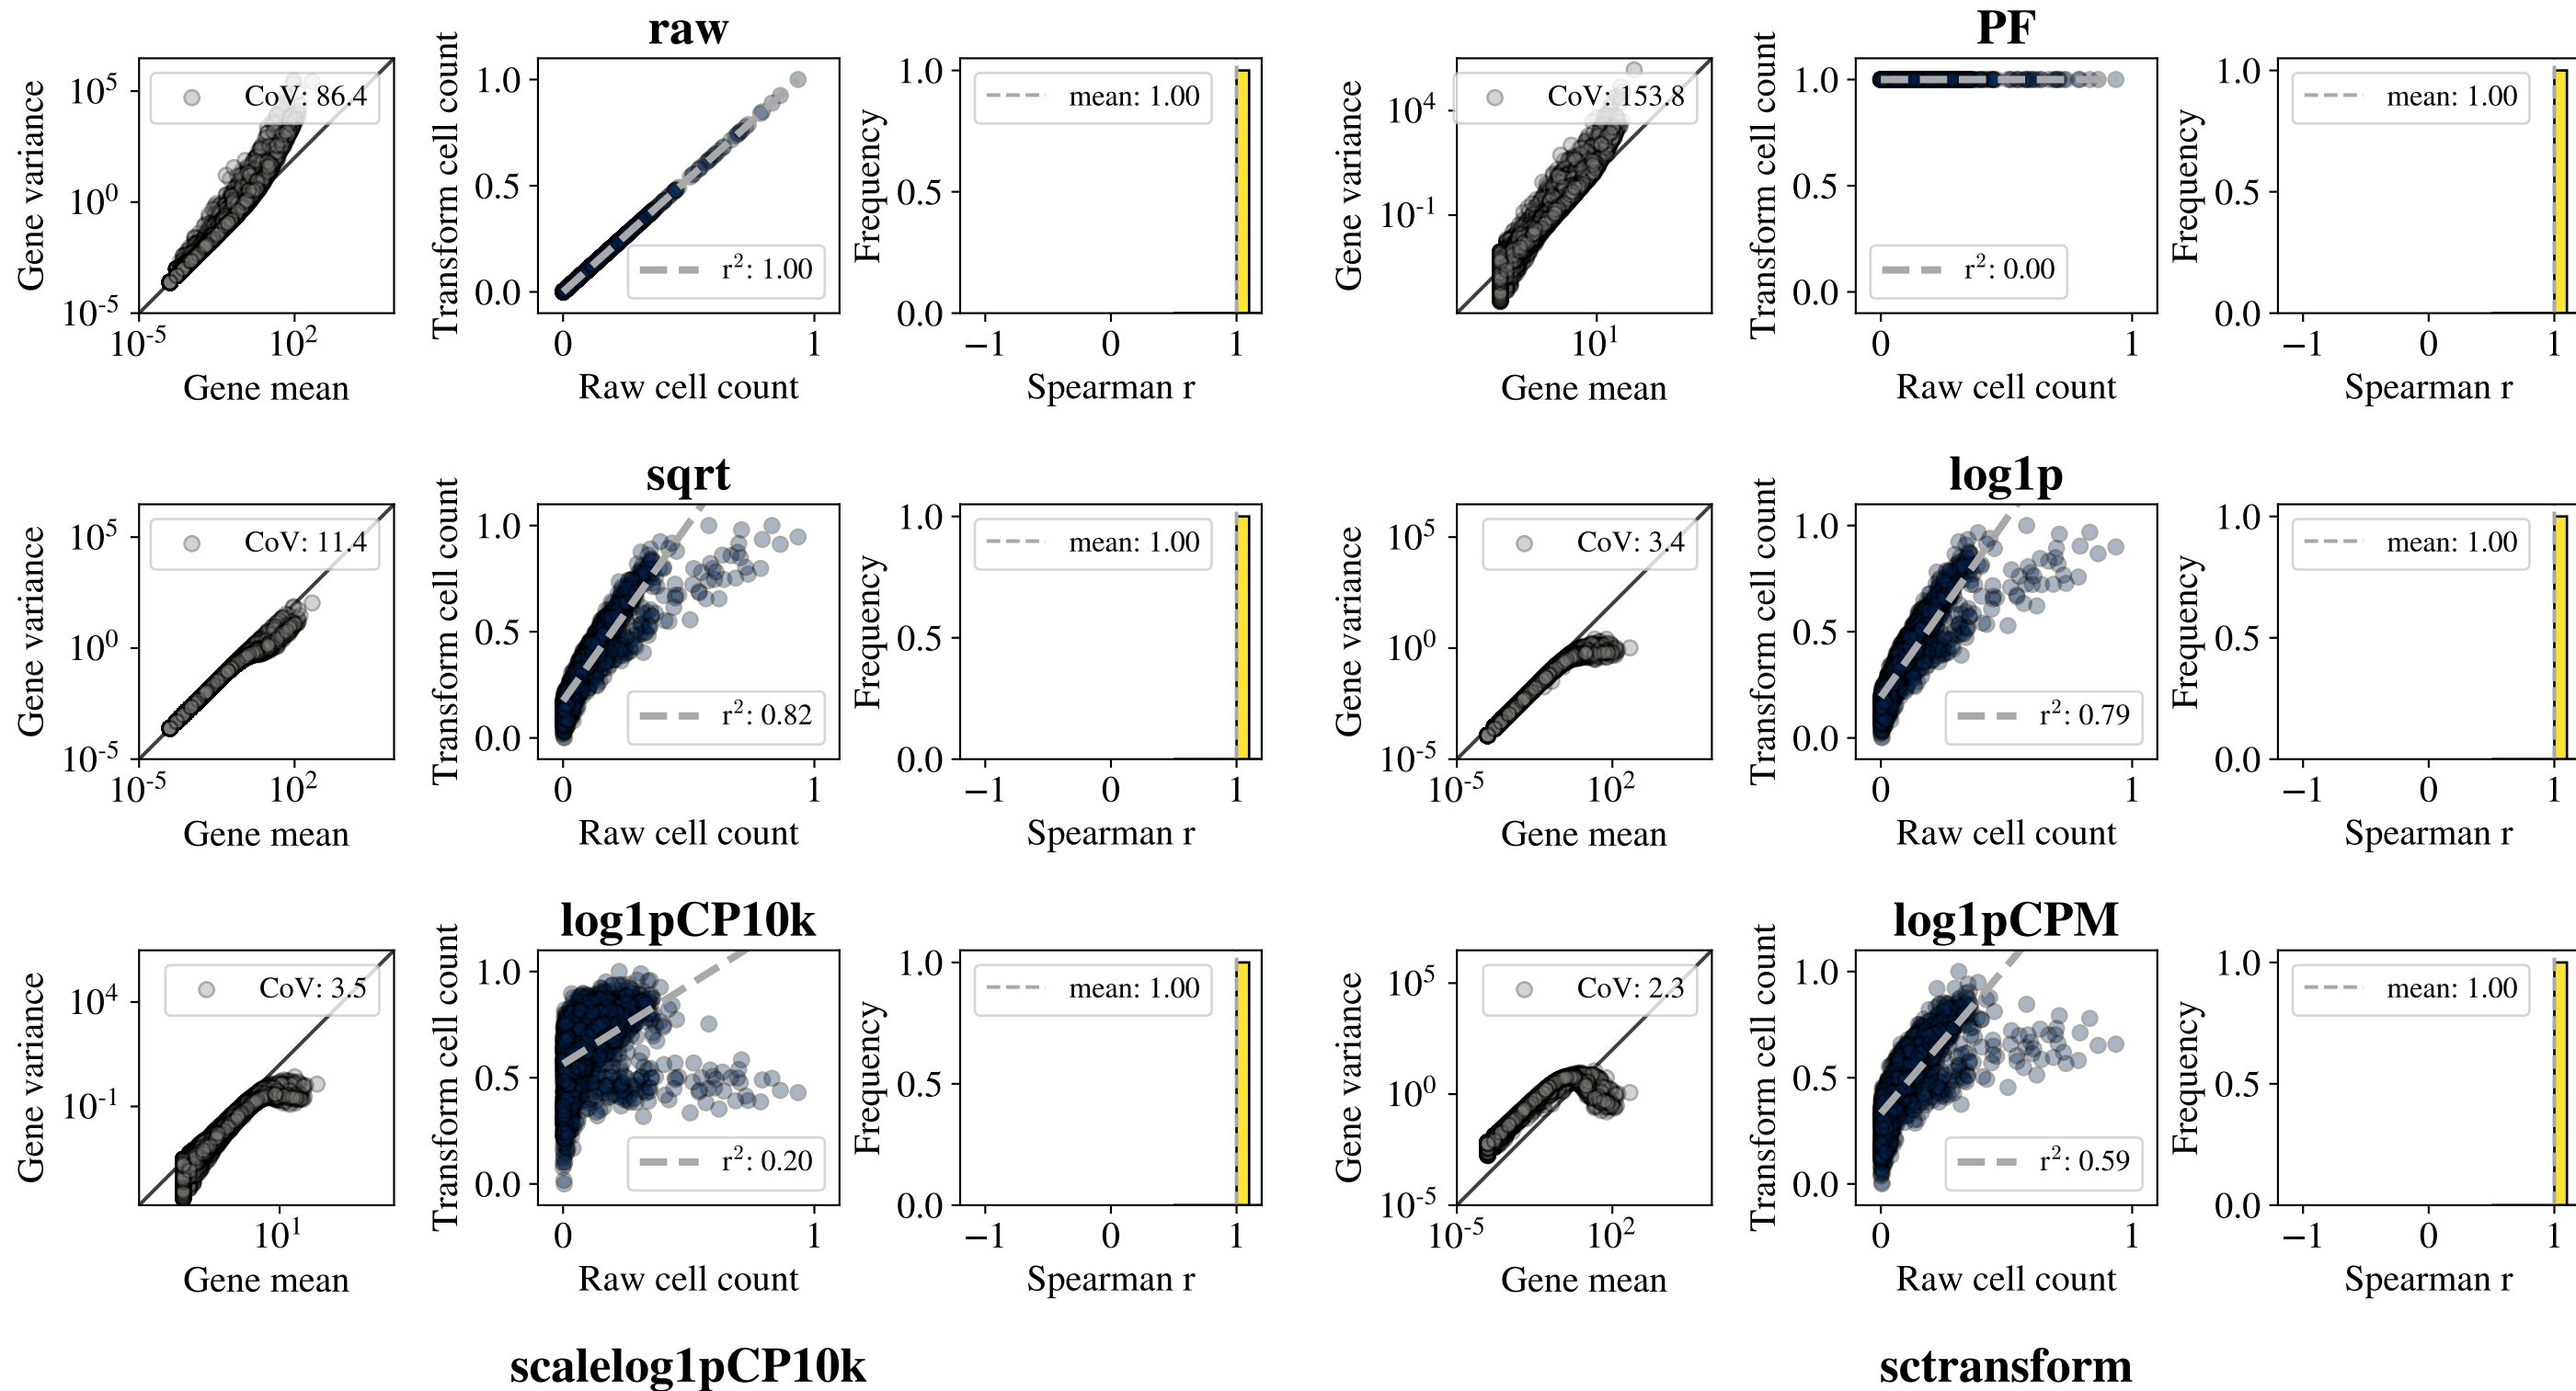 raw
PF
Gene variance
10^5
10^0
10^-5
CoV: 86.4
10^-5
10^2
Gene mean
Transform cell count
1.0
0.5
0.0
r^2: 1.00
0
1
Raw cell count
Frequency
1.0
0.5
0.0
mean: 1.00
−1
0
1
Spearman r
Gene variance
10^4
10^-1
CoV: 153.8
10^1
Gene mean
Transform cell count
1.0
0.5
0.0
r^2: 0.00
0
1
Raw cell count
Frequency
1.0
0.5
0.0
mean: 1.00
−1
0
1
Spearman r
sqrt
log1p
Gene variance
10^5
10^0
10^-5
CoV: 11.4
10^-5
10^2
Gene mean
Transform cell count
1.0
0.5
0.0
r^2: 0.82
0
1
Raw cell count
Frequency
1.0
0.5
0.0
mean: 1.00
−1
0
1
Spearman r
Gene variance
10^5
10^0
10^-5
CoV: 3.4
10^-5
10^2
Gene mean
Transform cell count
1.0
0.5
0.0
r^2: 0.79
0
1
Raw cell count
Frequency
1.0
0.5
0.0
mean: 1.00
−1
0
1
Spearman r
log1pCP10k
log1pCPM
Gene variance
10^4
10^-1
CoV: 3.5
10^1
Gene mean
Transform cell count
1.0
0.5
0.0
r^2: 0.20
0
1
Raw cell count
Frequency
1.0
0.5
0.0
mean: 1.00
−1
0
1
Spearman r
Gene variance
10^5
10^0
10^-5
CoV: 2.3
10^-5
10^2
Gene mean
Transform cell count
1.0
0.5
0.0
r^2: 0.59
0
1
Raw cell count
Frequency
1.0
0.5
0.0
mean: 1.00
−1
0
1
Spearman r
scalelog1pCP10k
sctransform